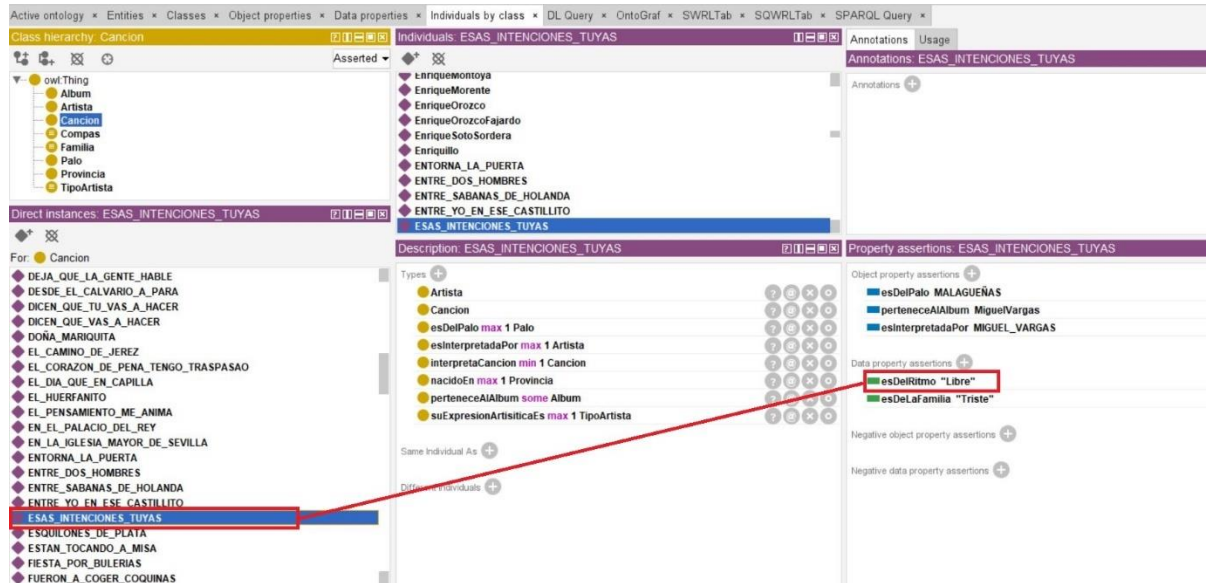 Active ontology × Entities × Classes × Object properties × Data properties × Individuals by class × DL Query × OntoGraf × SWRLTab × SQWRLTab × SPARQL Query ×
Class hierarchy: Cancion
Asserted
owl:Thing
Album
Artista
Cancion
Compas
Familia
Palo
Provincia
TipoArtista
Direct instances: ESAS_INTENCIONES_TUYAS
For: Cancion
DEJA_QUE_LA_GENTE_HABLE
DESDE_EL_CALVARIO_A_PARA
DICEN_QUE_TU_VAS_A_HACER
DICEN_QUE_VAS_A_HACER
DOÑA_MARIQUITA
EL_CAMINO_DE_JEREZ
EL_CORAZON_DE_PENA_TENGO_TRASPASAO
EL_DIA_QUE_EN_CAPILLA
EL_HUERFANITO
EL_PENSAMIENTO_ME_ANIMA
EN_EL_PALACIO_DEL_REY
EN_LA_IGLESIA_MAYOR_DE_SEVILLA
ENTORNA_LA_PUERTA
ENTRE_DOS_HOMBRES
ENTRE_SABANAS_DE_HOLANDA
ENTRE_YO_EN_ESE_CASTILLITO
ESAS_INTENCIONES_TUYAS
ESQUILONES_DE_PLATA
ESTAN_TOCANDO_A_MISA
FIESTA_POR_BULERIAS
FUERON_A_COGER_COQUINAS
Individuals: ESAS_INTENCIONES_TUYAS
EnriqueMontoya
EnriqueMorente
EnriqueOrozco
EnriqueOrozcoFajardo
EnriqueSotoSordera
Enriquillo
ENTORNA_LA_PUERTA
ENTRE_DOS_HOMBRES
ENTRE_SABANAS_DE_HOLANDA
ENTRE_YO_EN_ESE_CASTILLITO
ESAS_INTENCIONES_TUYAS
Description: ESAS_INTENCIONES_TUYAS
Types
Artista
Cancion
esDelPalo max 1 Palo
esInterpretadaPor max 1 Artista
interpretaCancion min 1 Cancion
nacidoEn max 1 Provincia
perteneceAlAlbum some Album
suExpresionArtisiticaEs max 1 TipoArtista
Same Individual As
Different Individuals
Annotations Usage
Annotations: ESAS_INTENCIONES_TUYAS
Annotations
Property assertions: ESAS_INTENCIONES_TUYAS
Object property assertions
esDelPalo MALAGUEÑAS
perteneceAlAlbum MiguelVargas
esInterpretadaPor MIGUEL_VARGAS
Data property assertions
esDelRitmo "Libre"
esDeLaFamilia "Triste"
Negative object property assertions
Negative data property assertions